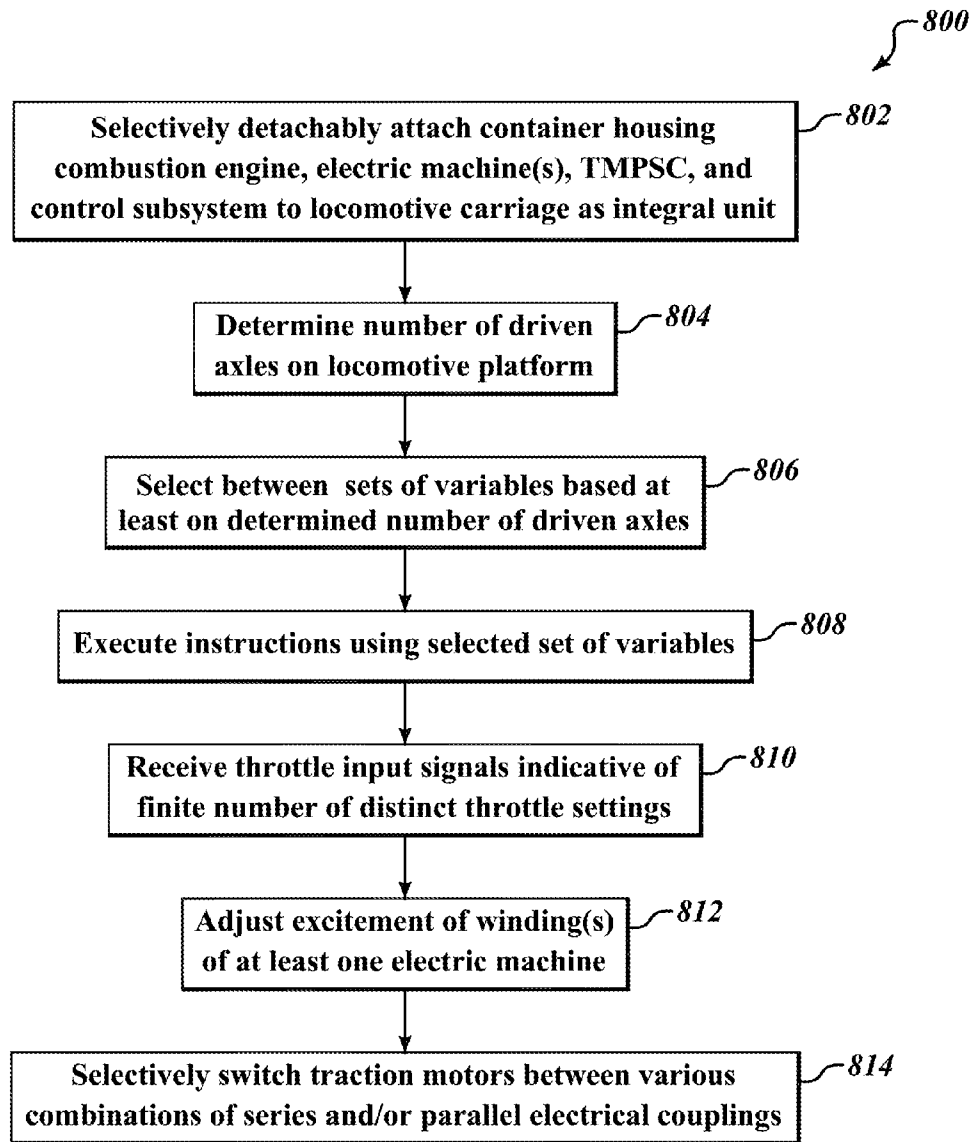 800
Selectively detachably attach container housing
combustion engine, electric machine(s), TMPSC, and
control subsystem to locomotive carriage as integral unit
802
Determine number of driven
axles on locomotive platform
804
Select between sets of variables based at
least on determined number of driven axles
806
Execute instructions using selected set of variables
808
Receive throttle input signals indicative of
finite number of distinct throttle settings
810
Adjust excitement of winding(s)
of at least one electric machine
812
Selectively switch traction motors between various
combinations of series and/or parallel electrical couplings
814